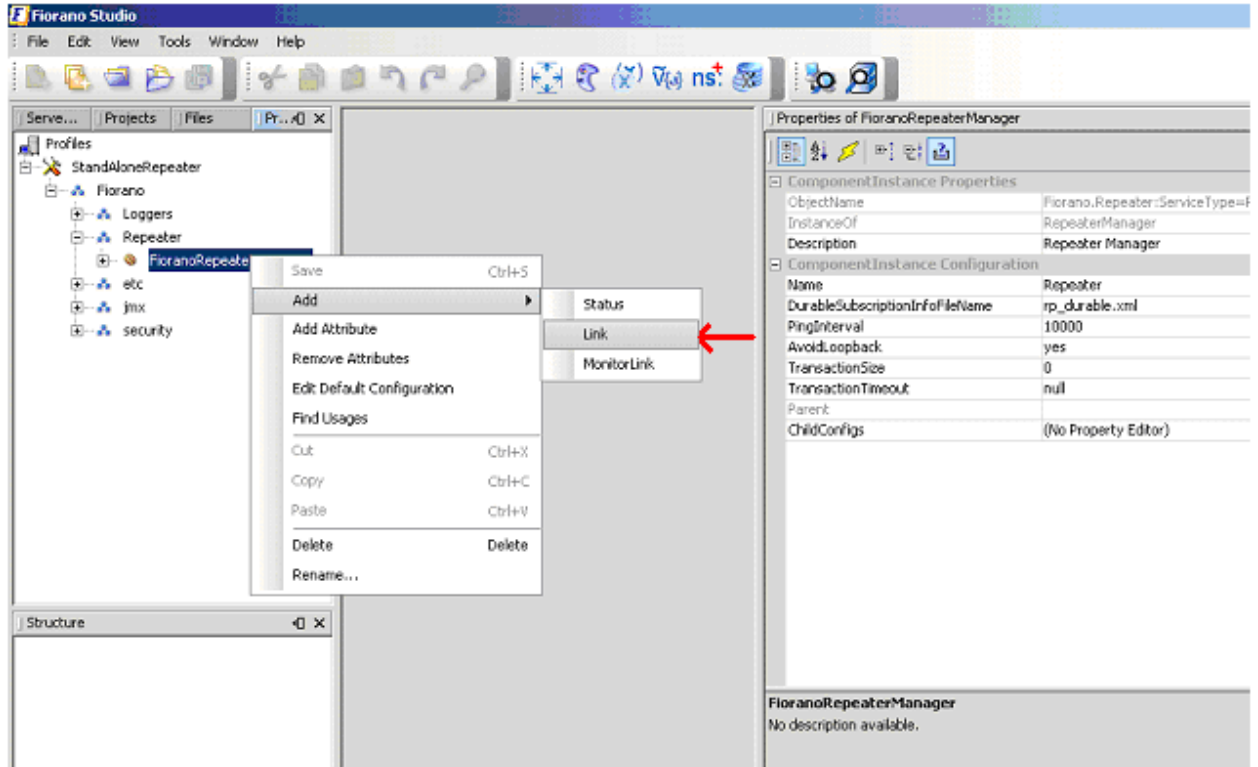 Fiorano Studio
File Edit View Tools Window Help
Serve... Projects Files Pr...
Properties of FioranoRepeaterManager
Profiles
StandAloneRepeater
Fiorano
Loggers
Repeater
FioranoRepeate
etc
jmx
security
Save Ctrl+S
Add
Add Attribute
Remove Attributes
Edit Default Configuration
Find Usages
Cut Ctrl+X
Copy Ctrl+C
Paste Ctrl+V
Delete Delete
Rename...
Status
Link
MonitorLink
ComponentInstance Properties
ObjectName Fiorano.Repeater:ServiceType=
InstanceOf RepeaterManager
Description Repeater Manager
ComponentInstance Configuration
Name Repeater
DurableSubscriptionInfoFileName rp_durable.xml
PingInterval 10000
AvoidLoopback yes
TransactionSize 0
TransactionTimeout null
Parent
ChildConfigs (No Property Editor)
Structure
FioranoRepeaterManager
No description available.